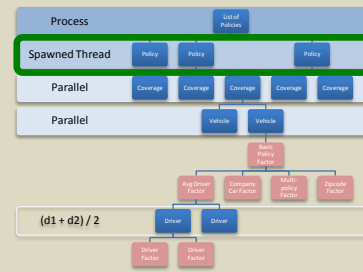 Process
List of
Policies
Spawned Thread
Policy
Policy
Policy
Parallel
Coverage
Coverage
Coverage
Coverage
Coverage
Parallel
Vehicle
Vehicle
Basic
Policy
Factor
Avg Driver
Factor
Company
Car Factor
Multi-
policy
Factor
Zipcode
Factor
(d1 + d2) / 2
Driver
Driver
Driver
Factor
Driver
Factor